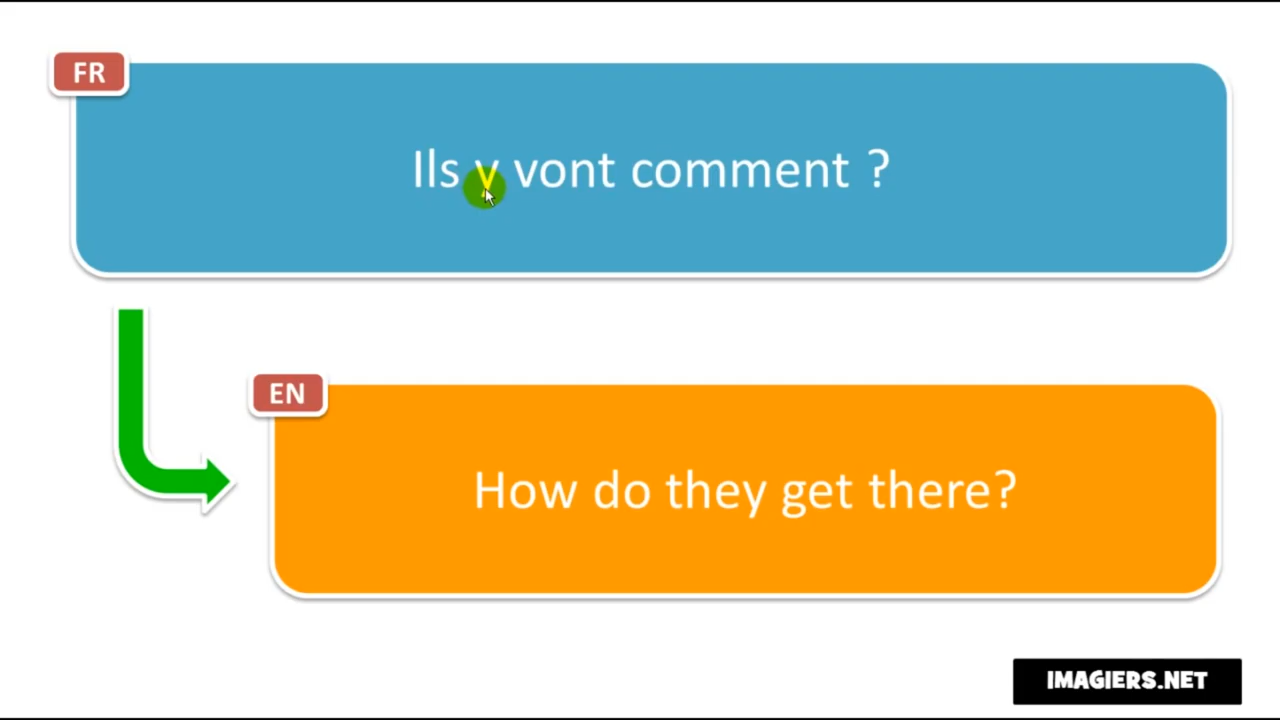 FR
Ils y vont comment ?
EN
How do they get there?
IMAGIERS.NET